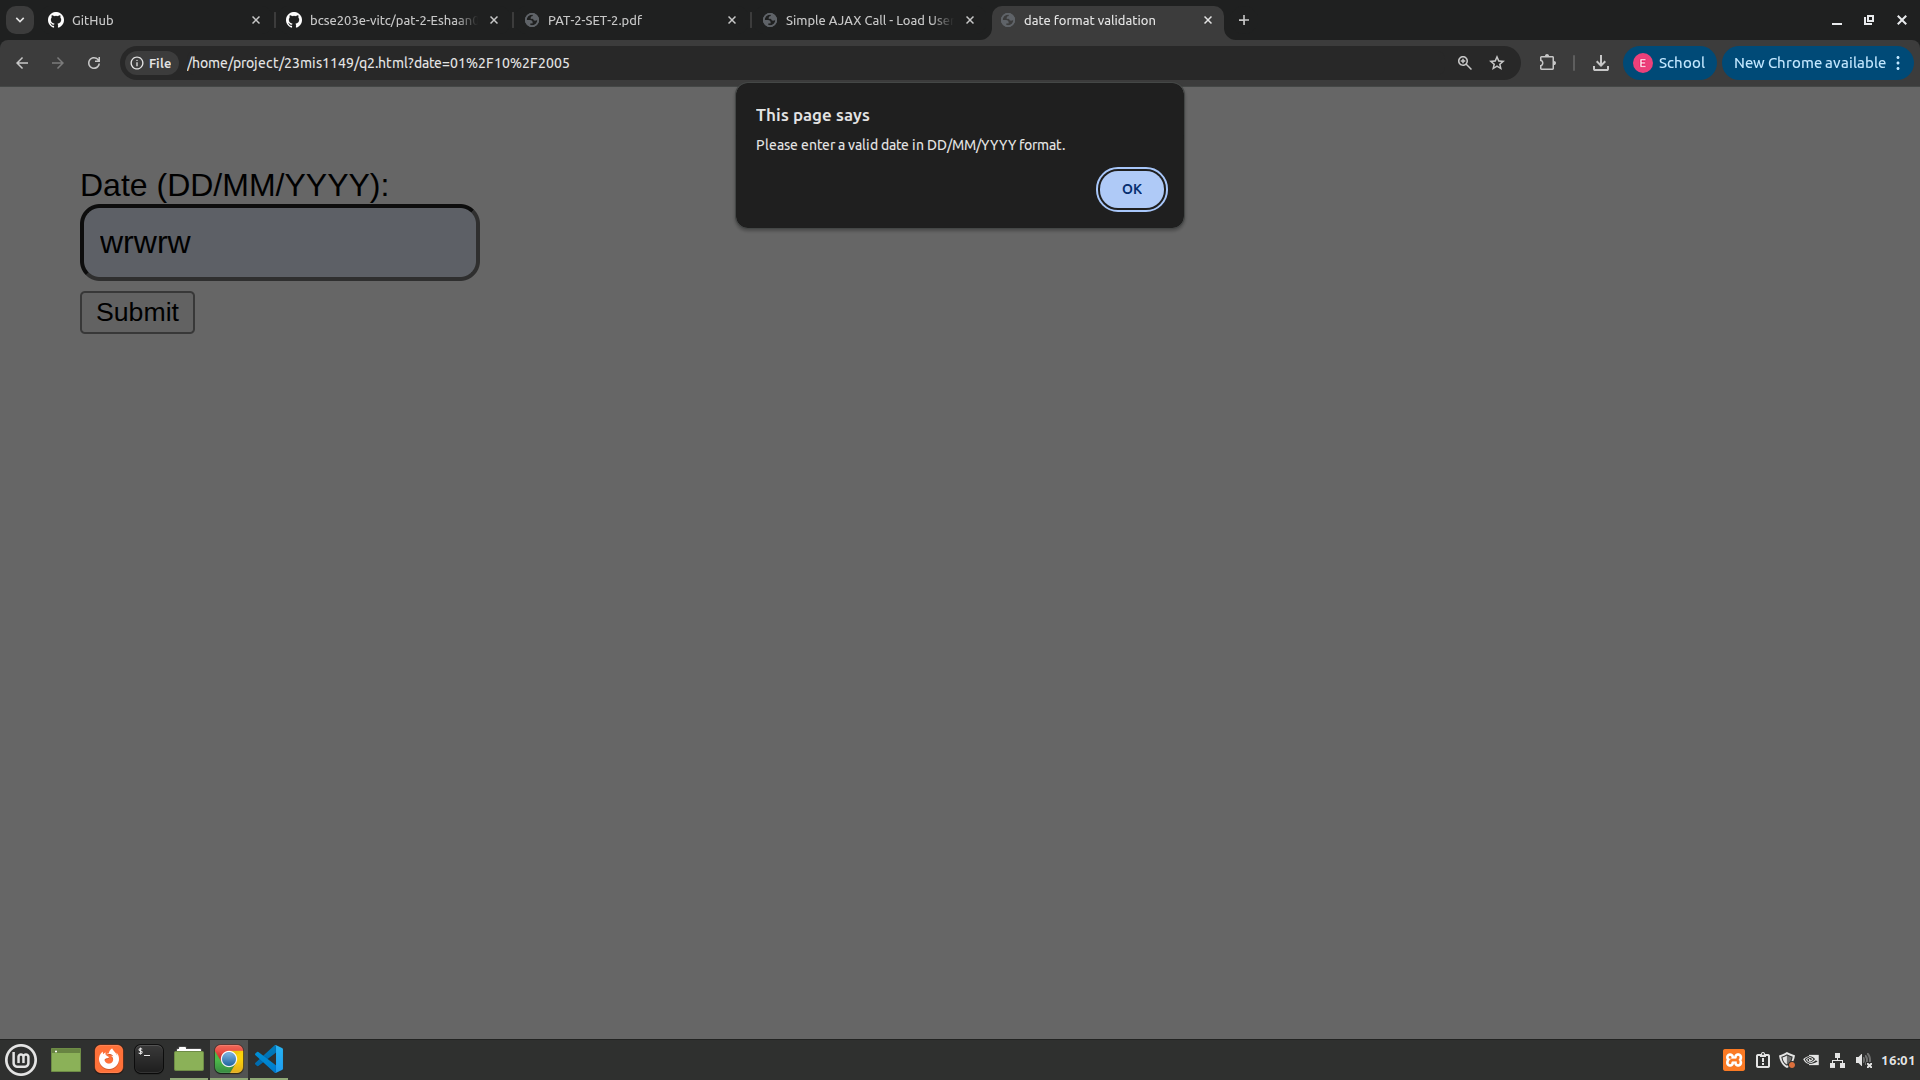 GitHub
bcse203e-vitc/pat-2-Eshaan
PAT-2-SET-2.pdf
Simple AJAX Call - Load Use
date format validation
File
/home/project/23mis1149/q2.html?date=01%2F10%2F2005
E
School
New Chrome available
This page says
Please enter a valid date in DD/MM/YYYY format.
OK
Date (DD/MM/YYYY):
wrwrw
Submit
16:01